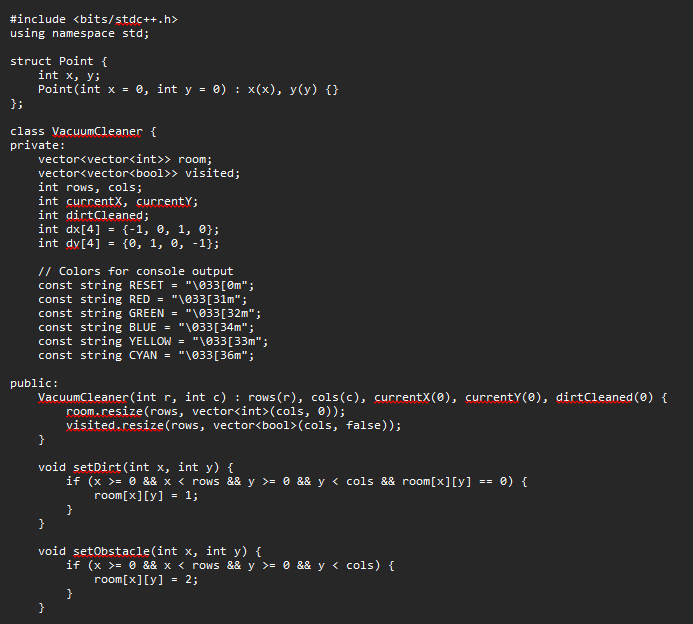 #include <bits/stdc++.h>
using namespace std;

struct Point {
    int x, y;
    Point(int x = 0, int y = 0) : x(x), y(y) {}
};

class VacuumCleaner {
private:
    vector<vector<int>> room;
    vector<vector<bool>> visited;
    int rows, cols;
    int currentX, currentY;
    int dirtCleaned;
    int dx[4] = {-1, 0, 1, 0};
    int dy[4] = {0, 1, 0, -1};

    // Colors for console output
    const string RESET = "\033[0m";
    const string RED = "\033[31m";
    const string GREEN = "\033[32m";
    const string BLUE = "\033[34m";
    const string YELLOW = "\033[33m";
    const string CYAN = "\033[36m";

public:
    VacuumCleaner(int r, int c) : rows(r), cols(c), currentX(0), currentY(0), dirtCleaned(0) {
        room.resize(rows, vector<int>(cols, 0));
        visited.resize(rows, vector<bool>(cols, false));
    }

    void setDirt(int x, int y) {
        if (x >= 0 && x < rows && y >= 0 && y < cols && room[x][y] == 0) {
            room[x][y] = 1;
        }
    }

    void setObstacle(int x, int y) {
        if (x >= 0 && x < rows && y >= 0 && y < cols) {
            room[x][y] = 2;
        }
    }